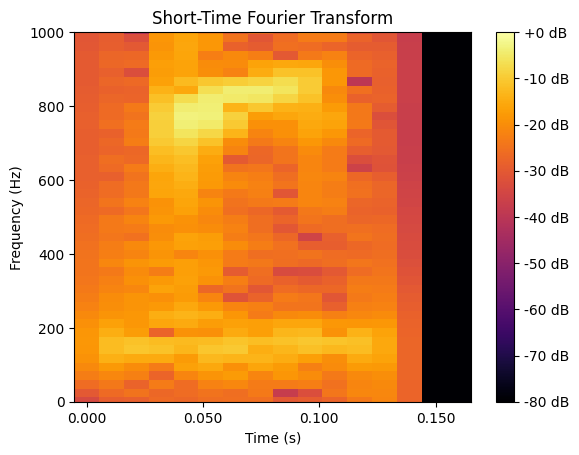 Short-Time Fourier Transform
Frequency (Hz)
1000
800
600
400
200
0
0.000
0.050
0.100
0.150
Time (s)
+0 dB
-10 dB
-20 dB
-30 dB
-40 dB
-50 dB
-60 dB
-70 dB
-80 dB